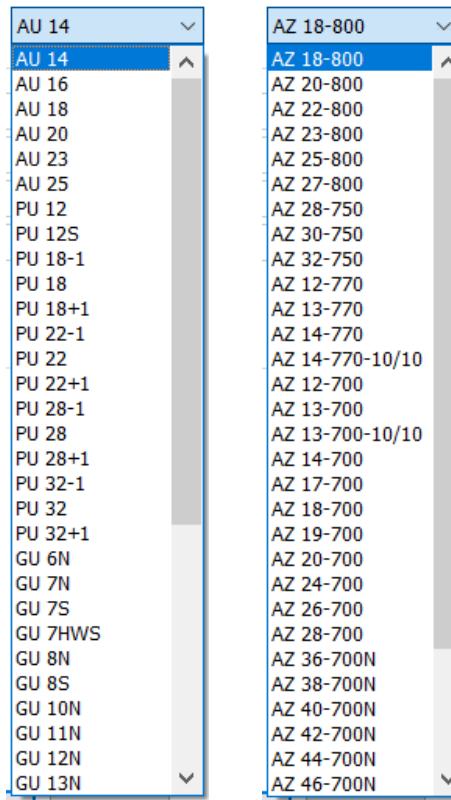 AU 14
AU 14
AU 16
AU 18
AU 20
AU 23
AU 25
PU 12
PU 12S
PU 18-1
PU 18
PU 18+1
PU 22-1
PU 22
PU 22+1
PU 28-1
PU 28
PU 28+1
PU 32-1
PU 32
PU 32+1
GU 6N
GU 7N
GU 7S
GU 7HWS
GU 8N
GU 8S
GU 10N
GU 11N
GU 12N
GU 13N
AZ 18-800
AZ 18-800
AZ 20-800
AZ 22-800
AZ 23-800
AZ 25-800
AZ 27-800
AZ 28-750
AZ 30-750
AZ 32-750
AZ 12-770
AZ 13-770
AZ 14-770
AZ 14-770-10/10
AZ 12-700
AZ 13-700
AZ 13-700-10/10
AZ 14-700
AZ 17-700
AZ 18-700
AZ 19-700
AZ 20-700
AZ 24-700
AZ 26-700
AZ 28-700
AZ 36-700N
AZ 38-700N
AZ 40-700N
AZ 42-700N
AZ 44-700N
AZ 46-700N